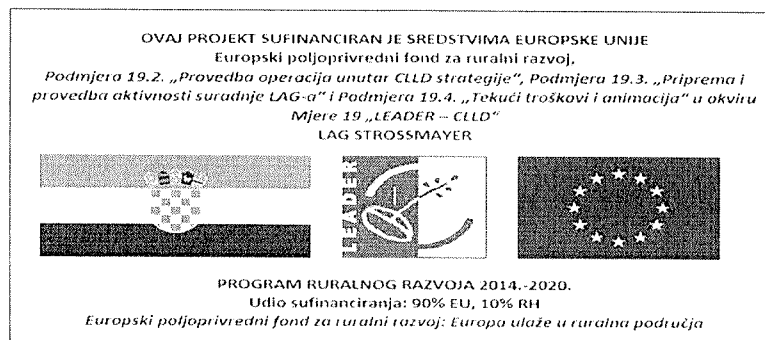 OVAJ PROJEKT SUFINANCIRAN JE SREDSTVIMA EUROPSKE UNIJE
Europski poljoprivredni fond za ruralni razvoj,
Podmjera 19.2. „Provedba operacija unutar CLLD strategije", Podmjera 19.3. „Priprema i
provedba aktivnosti suradnje LAG-a" i Podmjera 19.4. „Tekući troškovi i animacija" u okviru
Mjere 19 „LEADER – CLLD"
LAG STROSSMAYER
LEADER
PROGRAM RURALNOG RAZVOJA 2014.-2020.
Udio sufinanciranja: 90% EU, 10% RH
Europski poljoprivredni fond za ruralni razvoj: Europa ulaže u ruralna područja